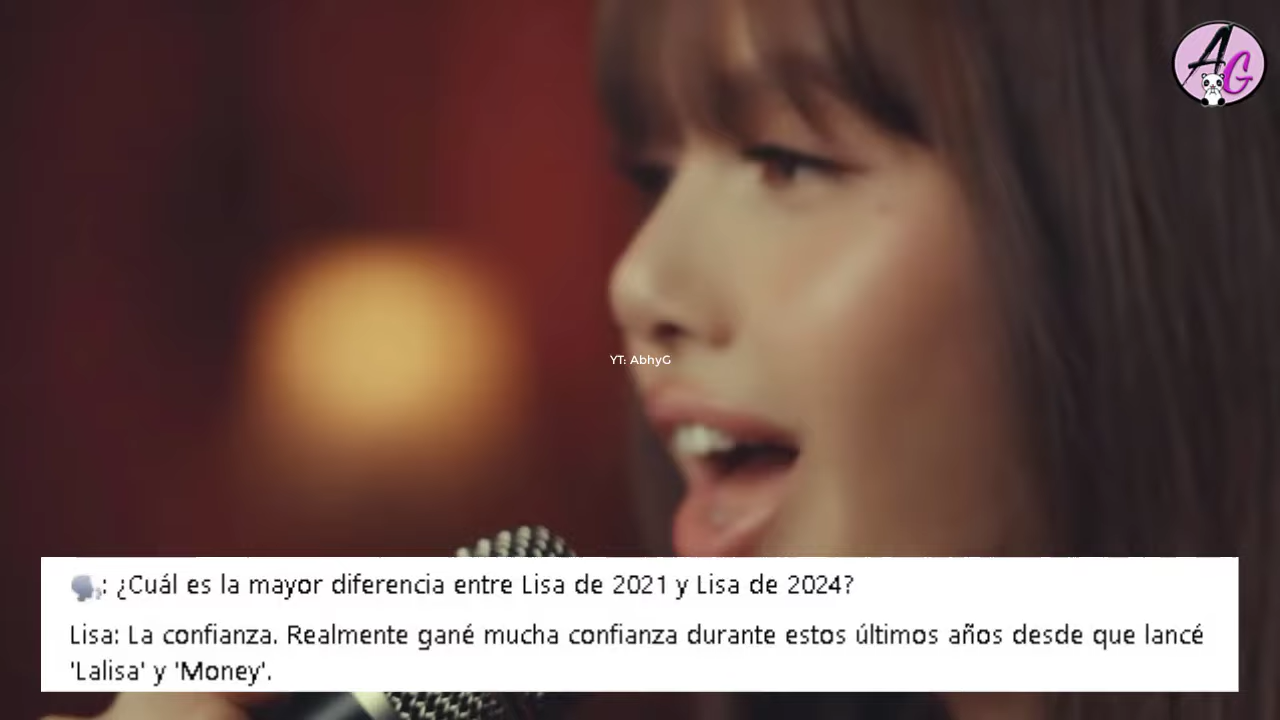 AG
YT: AbhyG
: ¿Cuál es la mayor diferencia entre Lisa de 2021 y Lisa de 2024?
Lisa: La confianza. Realmente gané mucha confianza durante estos últimos años desde que lancé
'Lalisa' y 'Money'.